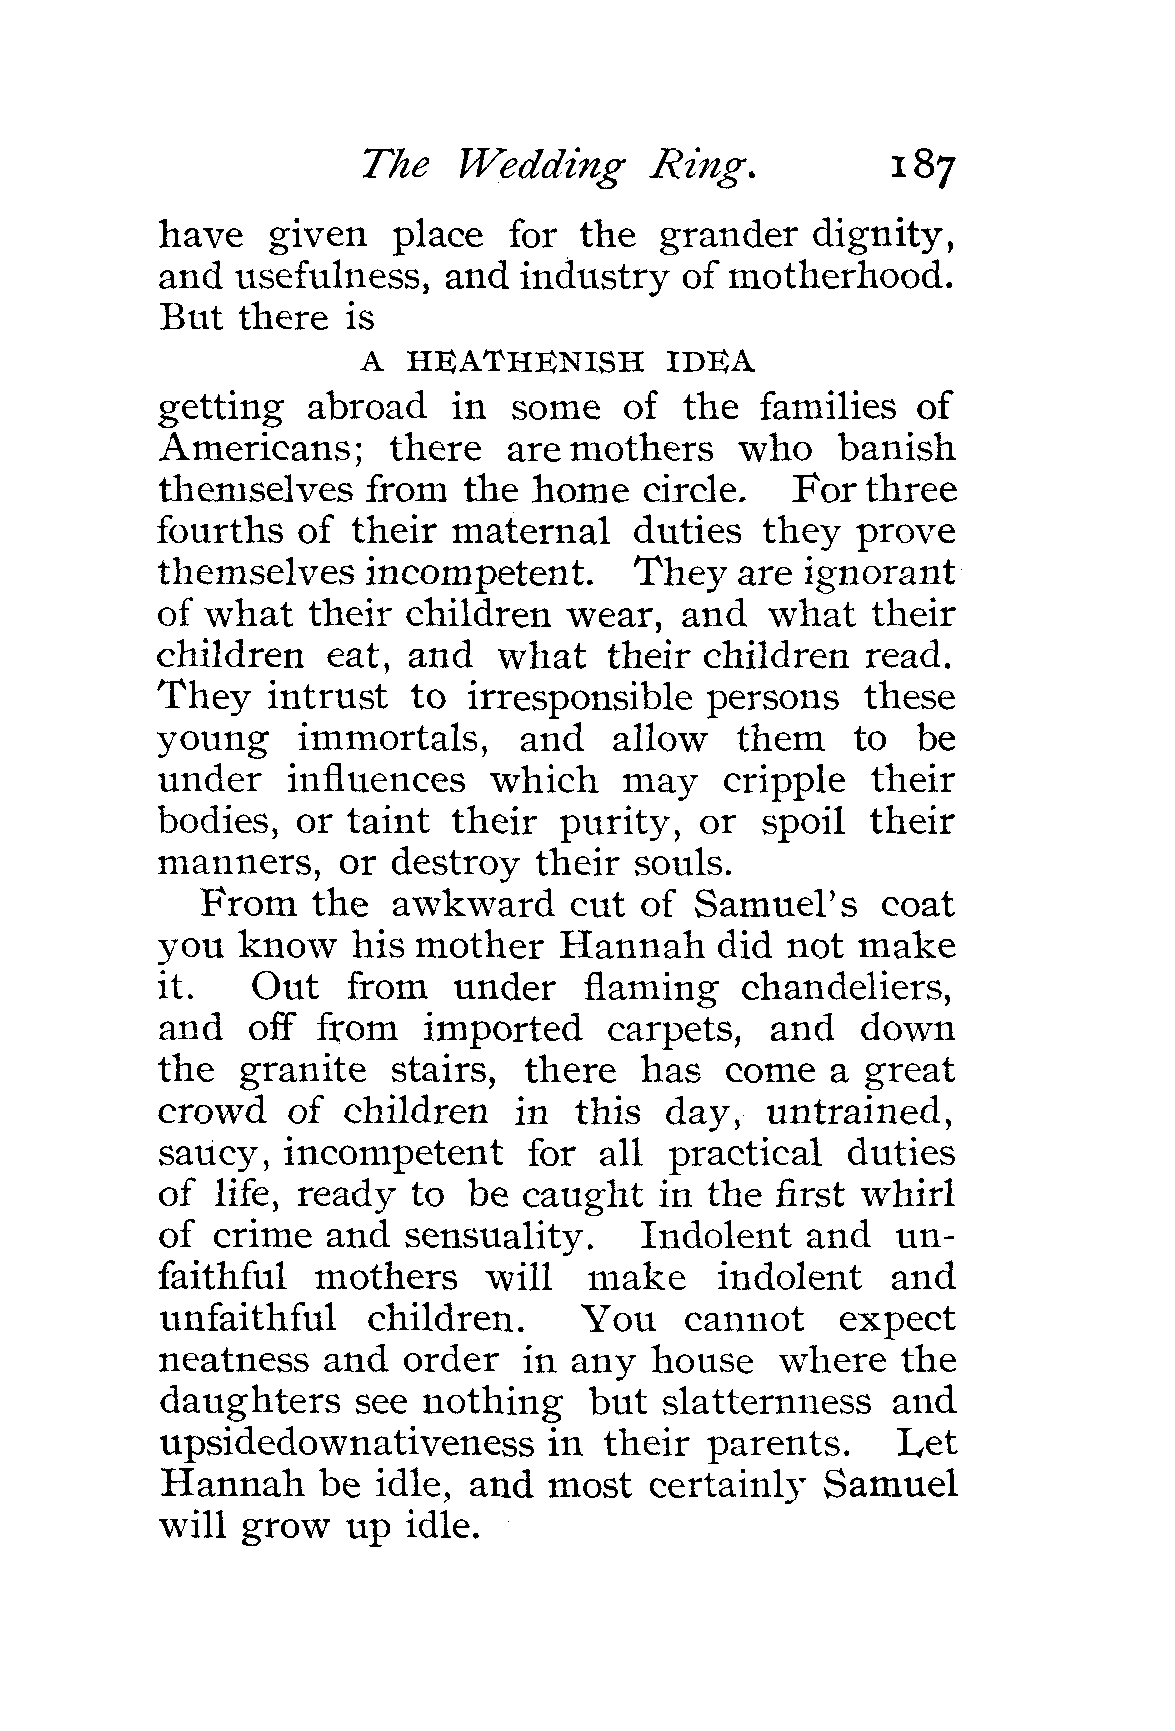 The Wedding Ring. 187
have given place for the grander dignity,
and usefulness, and industry of motherhood.
But there is
A HEATHENISH IDEA
getting abroad in some of the families of
Americans; there are mothers who banish
themselves from the home circle. For three
fourths of their maternal duties they prove
themselves incompetent. They are ignorant
of what their children wear, and what their
children eat, and what their children read.
They intrust to irresponsible persons these
young immortals, and allow them to be
under influences which may cripple their
bodies, or taint their purity, or spoil their
manners, or destroy their souls.
From the awkward cut of Samuel's coat
you know his mother Hannah did not make
it. Out from under flaming chandeliers,
and off from imported carpets, and down
the granite stairs, there has come a great
crowd of children in this day, untrained,
saucy, incompetent for all practical duties
of life, ready to be caught in the first whirl
of crime and sensuality. Indolent and un-
faithful mothers will make indolent and
unfaithful children. You cannot expect
neatness and order in any house where the
daughters see nothing but slatternness and
upsidedownativeness in their parents. Let
Hannah be idle, and most certainly Samuel
will grow up idle.